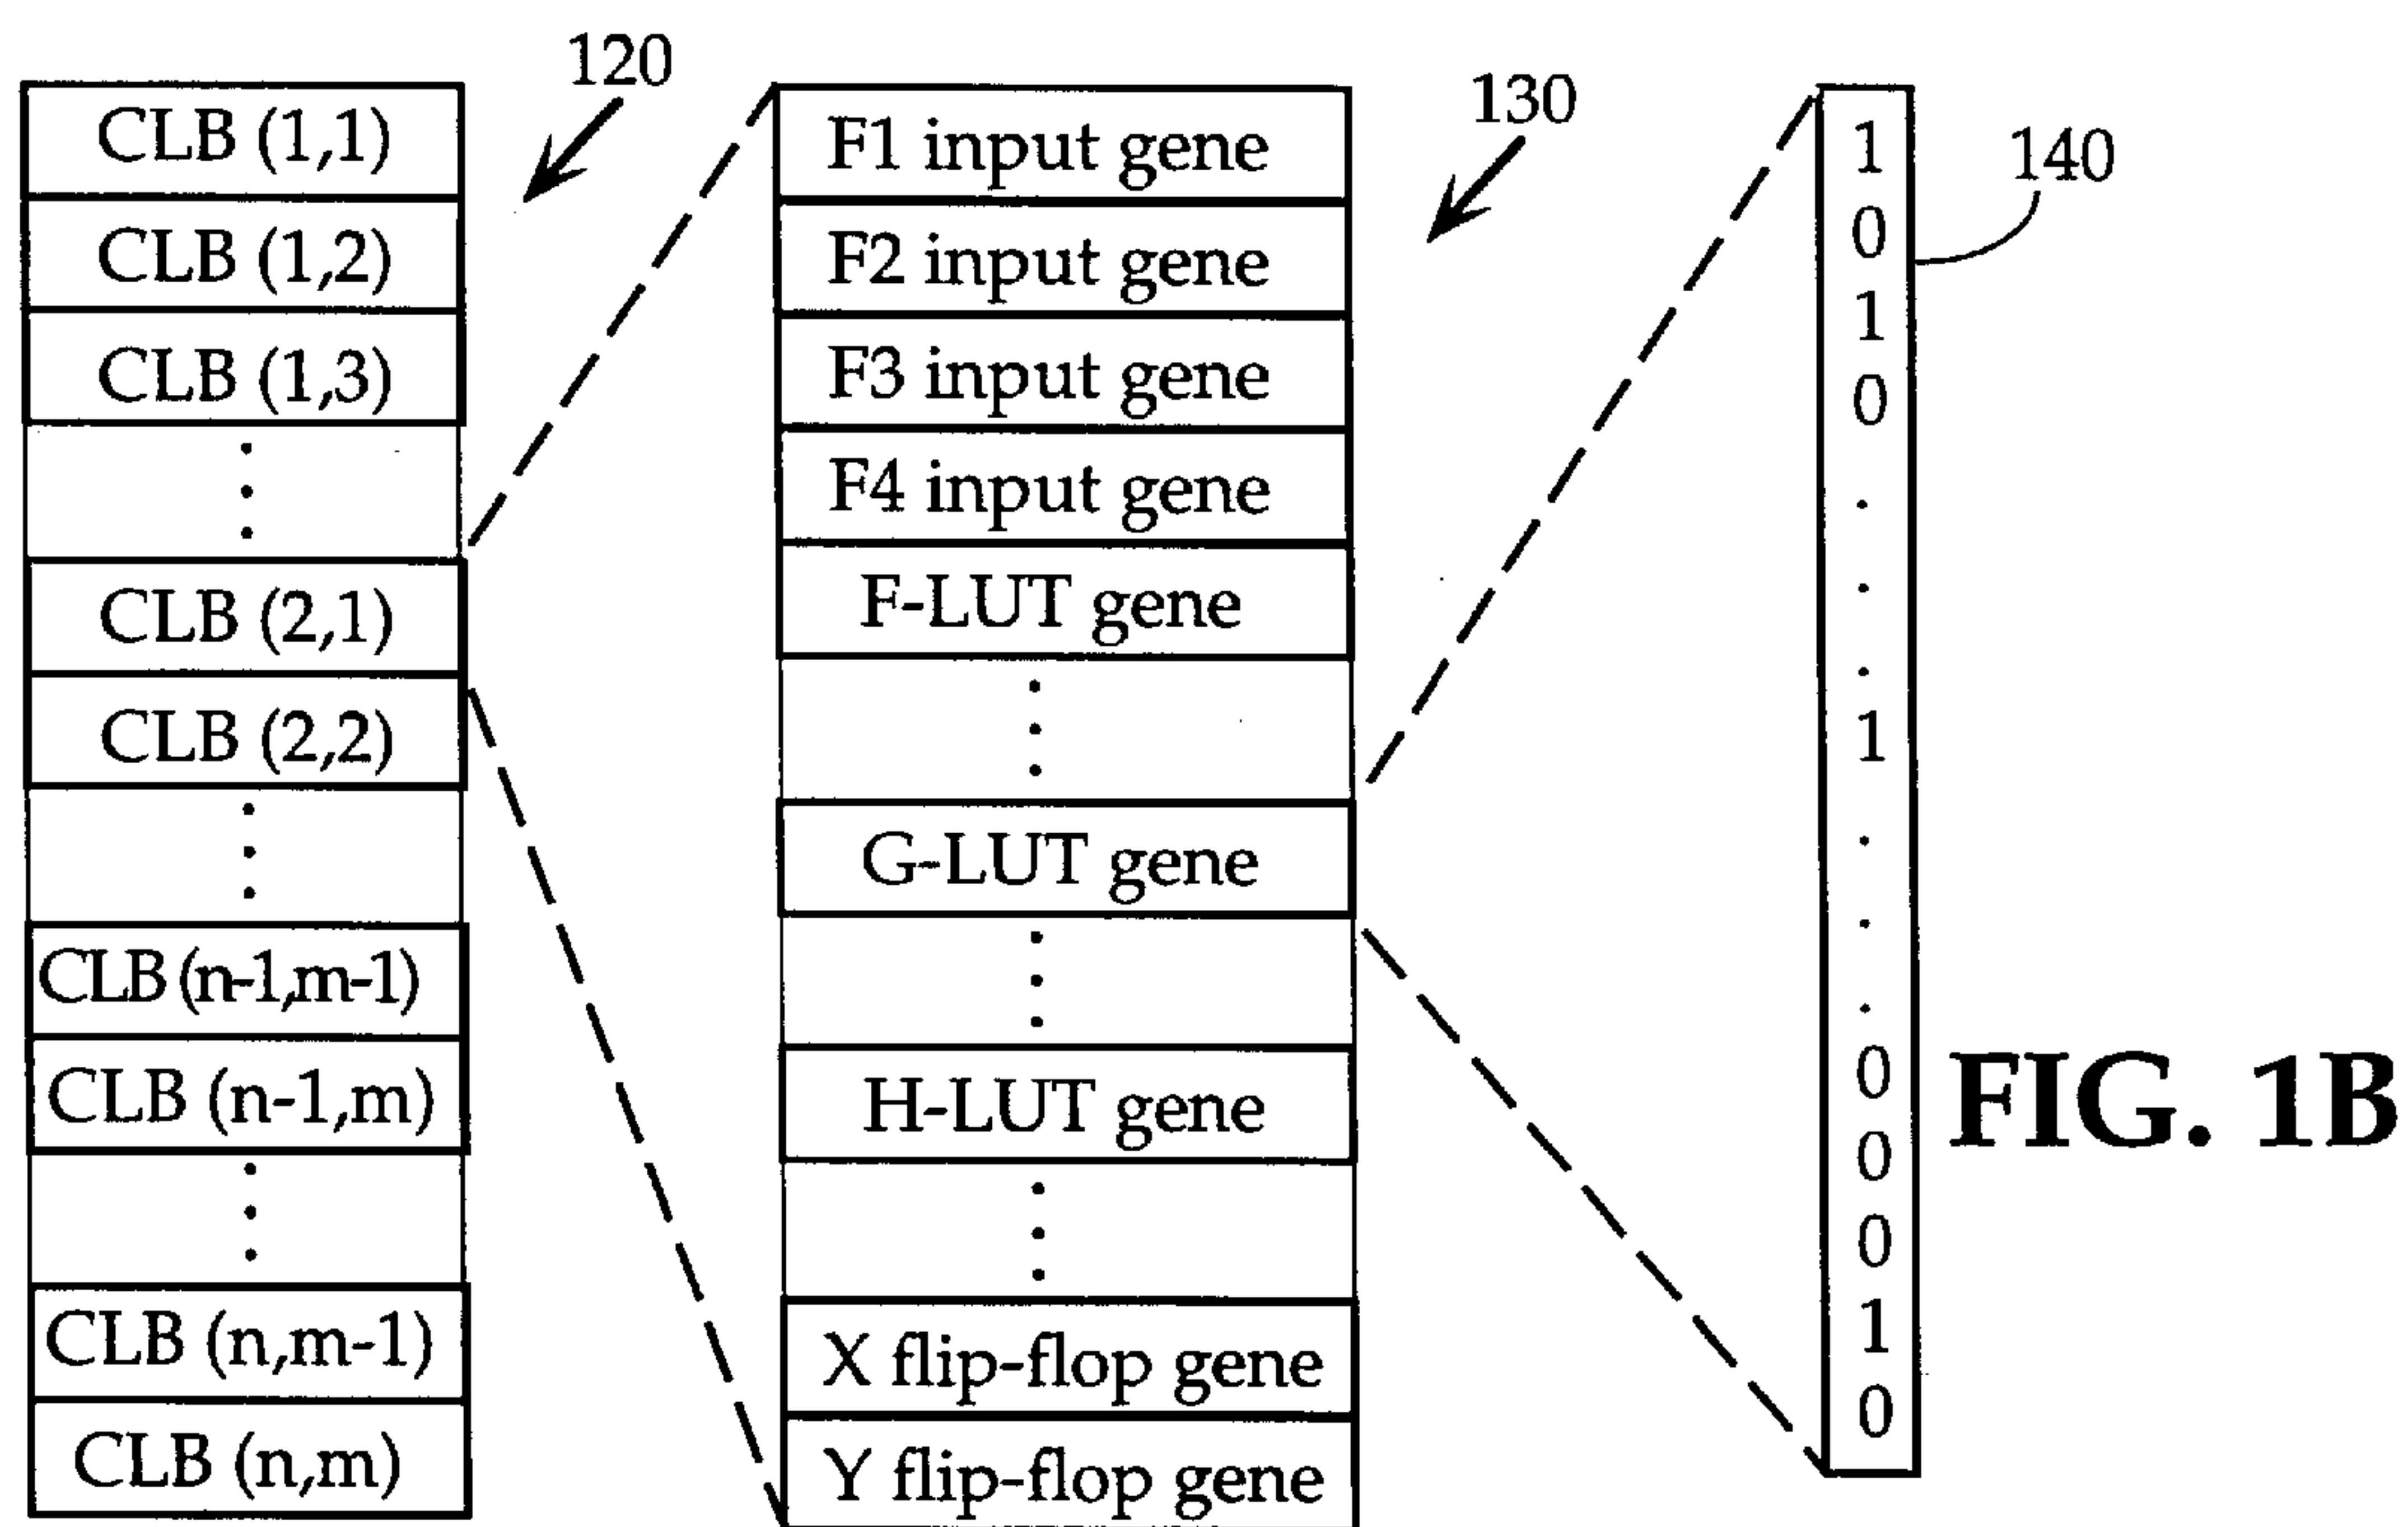 120
CLB (1,1)
CLB (1,2)
CLB (1,3)
.
.
.
CLB (2,1)
CLB (2,2)
.
.
.
CLB (n-1,m-1)
CLB (n-1,m)
.
.
.
CLB (n,m-1)
CLB (n,m)
130
F1 input gene
F2 input gene
F3 input gene
F4 input gene
F-LUT gene
.
.
.
G-LUT gene
.
.
.
H-LUT gene
.
.
.
X flip-flop gene
Y flip-flop gene
140
1
0
1
0
.
.
.
1
.
.
.
0
0
0
1
0
FIG. 1B